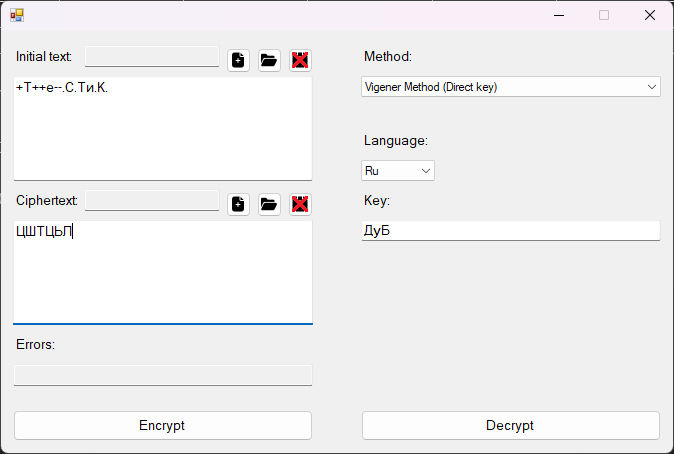 Initial text:
+Т++е--.С.Ти.К.
Ciphertext:
ЦШТЦЬЛ
Errors:
Encrypt
Method:
Vigener Method (Direct key)
Language:
Ru
Key:
ДуБ
Decrypt